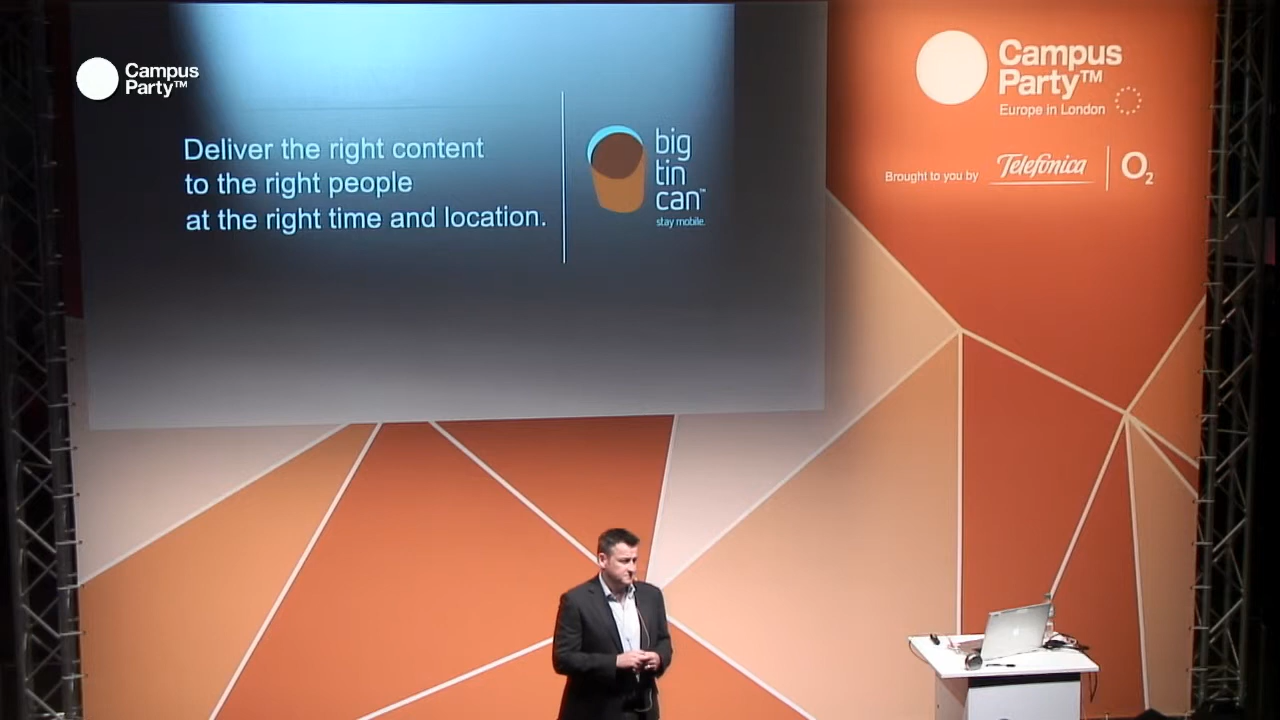 Campus
Party™
Deliver the right content
to the right people
at the right time and location.
big
tin
can™
stay mobile.
Campus
Party™
Europe in London
Brought to you by Telefónica O2